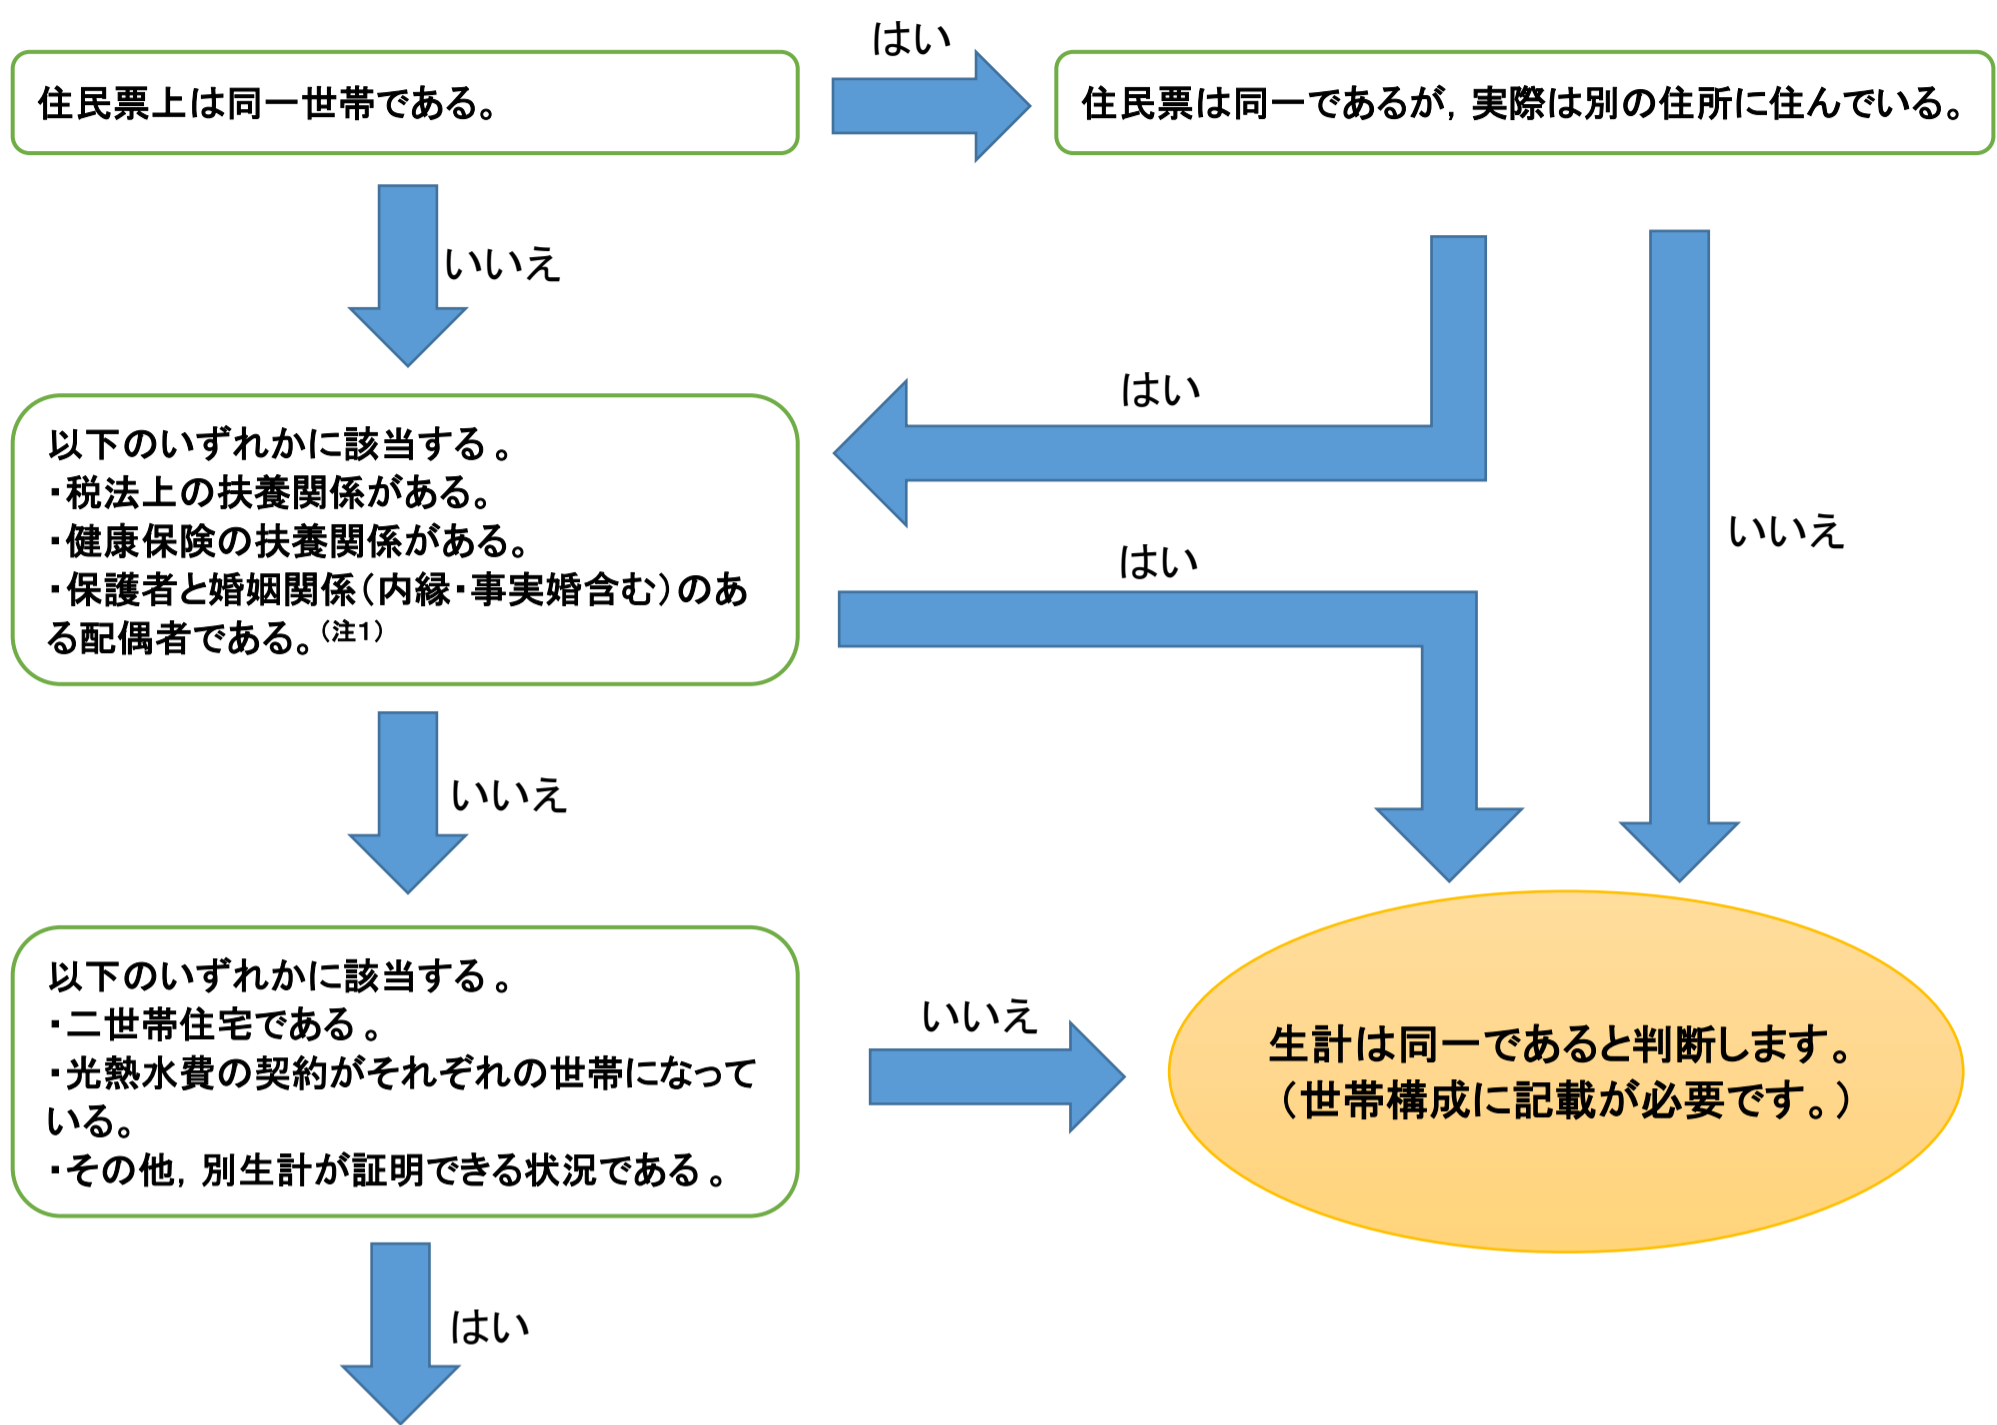 はい
住民票上は同一世帯である。
住民票は同一であるが，実際は別の住所に住んでいる。
いいえ
はい
以下のいずれかに該当する。
・税法上の扶養関係がある。
・健康保険の扶養関係がある。
・保護者と婚姻関係（内縁・事実婚含む）のあ
る配偶者である。（注１）
いいえ
はい
いいえ
以下のいずれかに該当する。
・二世帯住宅である。
・光熱水費の契約がそれぞれの世帯になって
いる。
・その他，別生計が証明できる状況である。
いいえ
生計は同一であると判断します。
（世帯構成に記載が必要です。）
はい